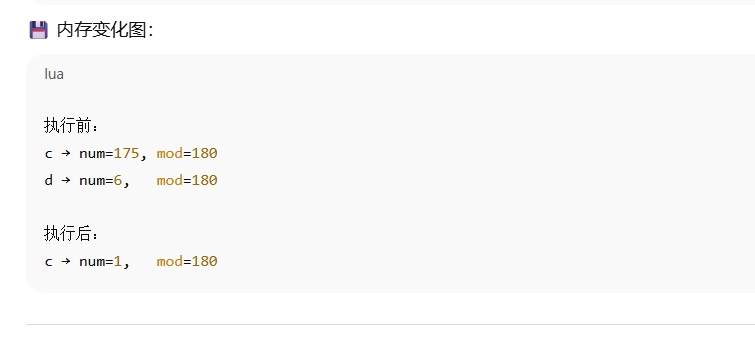 💾 内存变化图：
lua
执行前：
c → num=175, mod=180
d → num=6,   mod=180
执行后：
c → num=1,   mod=180